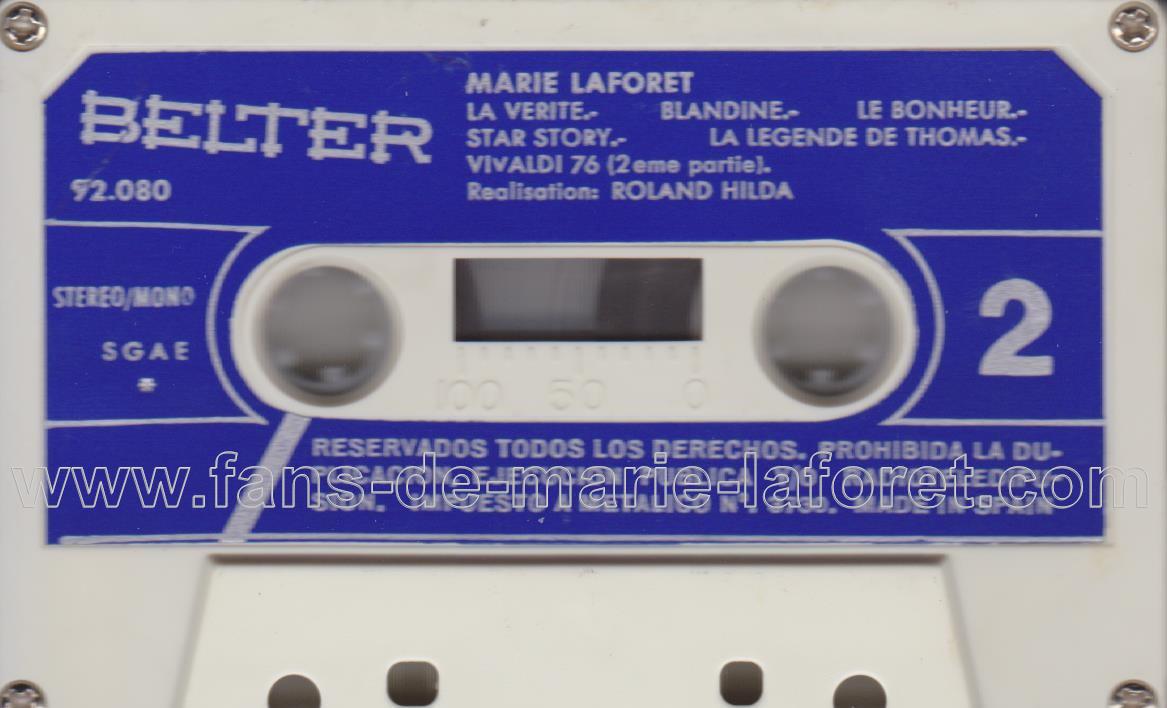 MARIE LAFORET
BELTER
LA VERITE.- BLANDINE.- LE BONHEUR.-
STAR STORY.- LA LEGENDE DE THOMAS.-
VIVALDI 76 (2eme partie).
92.080
Realisation: ROLAND HILDA
STEREO/MONO
2
SGAE
*
100 50 0
RESERVADOS TODOS LOS DERECHOS. PROHIBIDA LA DU-
www.fans-de-marie-laforet.com
MADE IN SPAIN